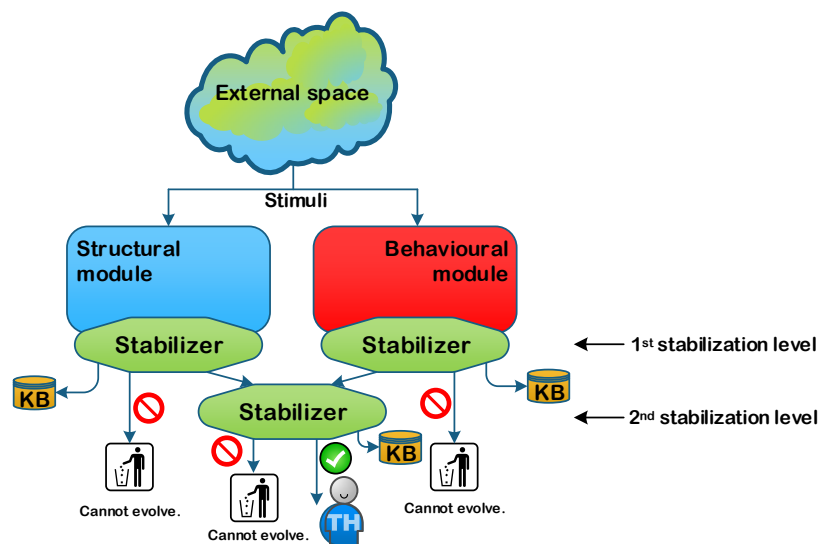 External space
Stimuli
Structural
module
Behavioural
module
Stabilizer
Stabilizer
1st stabilization level
KB
KB
Stabilizer
2nd stabilization level
KB
Cannot evolve.
TH
Cannot evolve.
Cannot evolve.